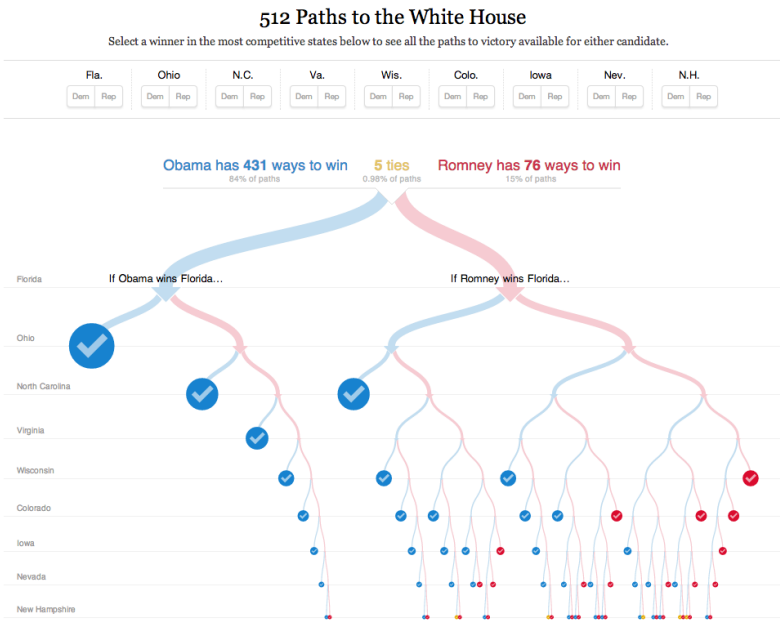 512 Paths to the White House
Select a winner in the most competitive states below to see all the paths to victory available for either candidate.
Fla. Ohio N.C. Va. Wis. Colo. Iowa Nev. N.H.
Dem Rep Dem Rep Dem Rep Dem Rep Dem Rep Dem Rep Dem Rep Dem Rep Dem Rep
Obama has 431 ways to win 5 ties Romney has 76 ways to win
84% of paths 0.98% of paths 15% of paths
Florida If Obama wins Florida... If Romney wins Florida...
Ohio
North Carolina
Virginia
Wisconsin
Colorado
Iowa
Nevada
New Hampshire